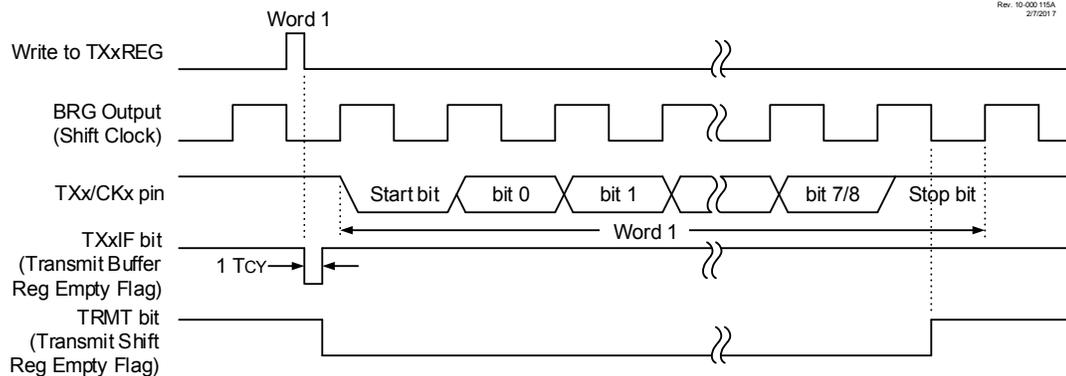 Rev. 10-000 115A
2/7/201 7
Word 1
Write to TXxREG
BRG Output
(Shift Clock)
TXx/CKx pin
Start bit
bit 0
bit 1
bit 7/8
Stop bit
Word 1
TXxIF bit
(Transmit Buffer
Reg Empty Flag)
1 TCY
TRMT bit
(Transmit Shift
Reg Empty Flag)